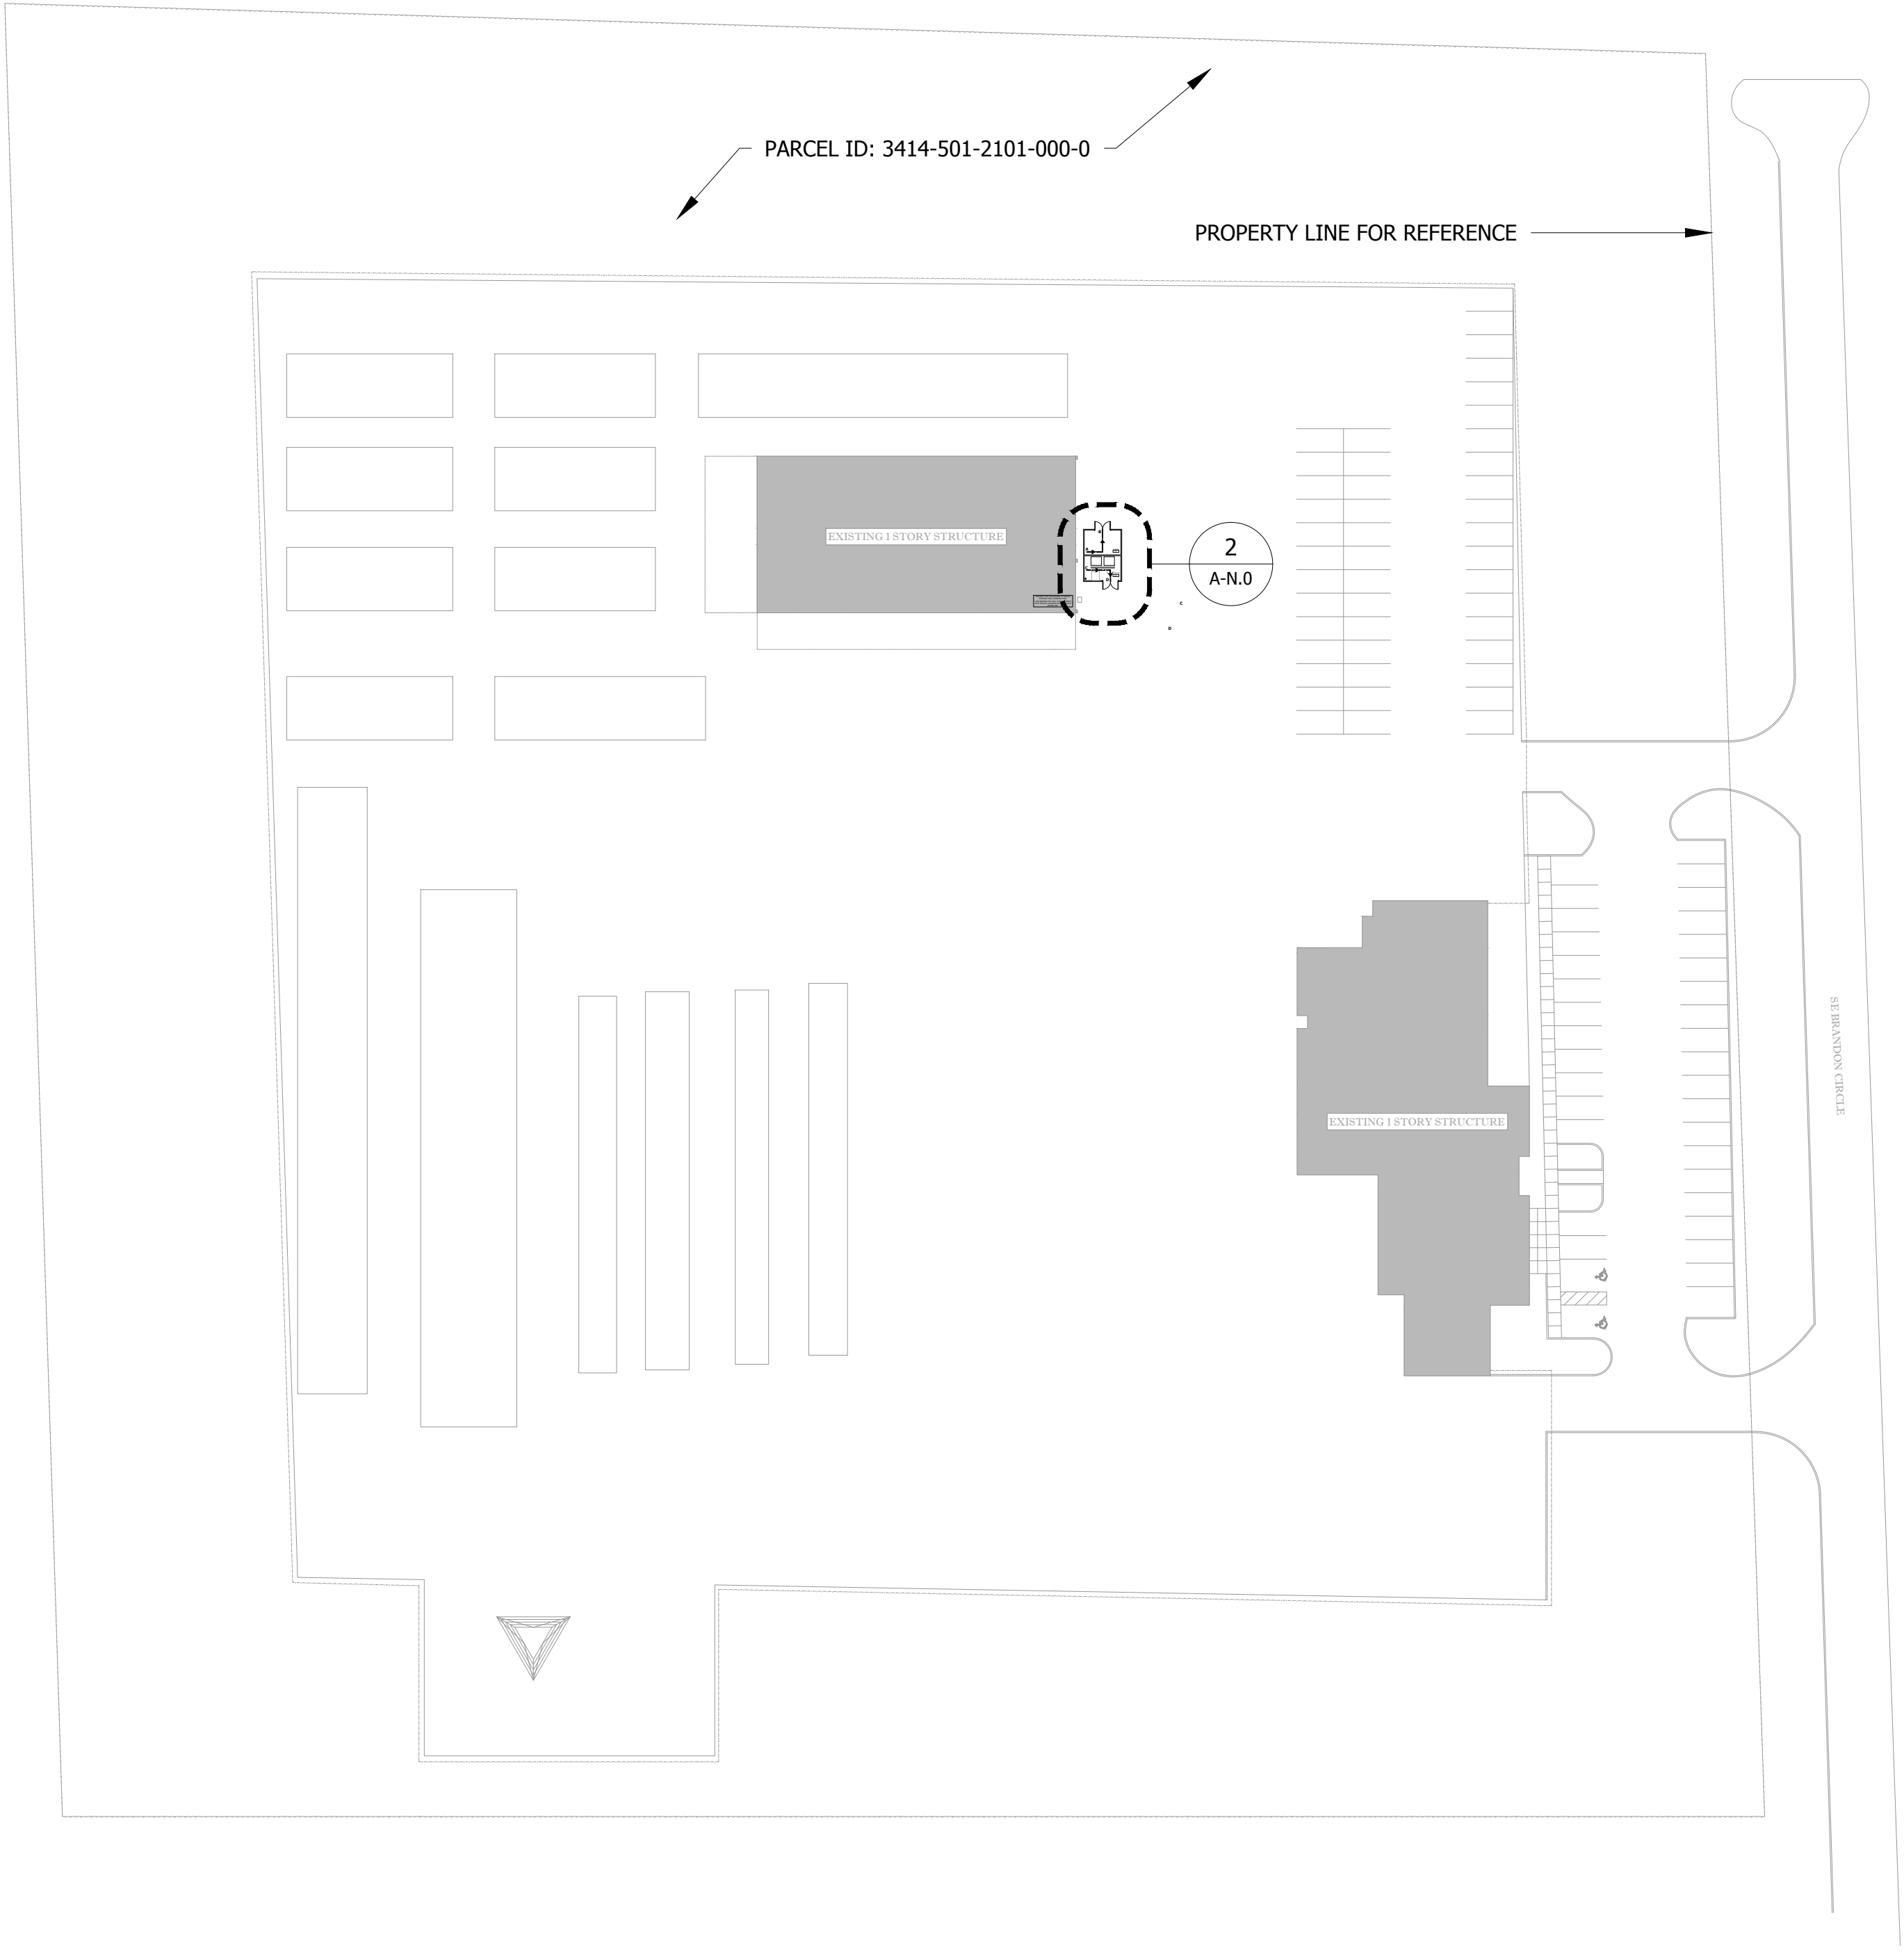 PARCEL ID: 3414-501-2101-000-0
PROPERTY LINE FOR REFERENCE
EXISTING 1 STORY STRUCTURE
2
A-N.0
C
D
SE BRANDON CIRCLE
EXISTING 1 STORY STRUCTURE